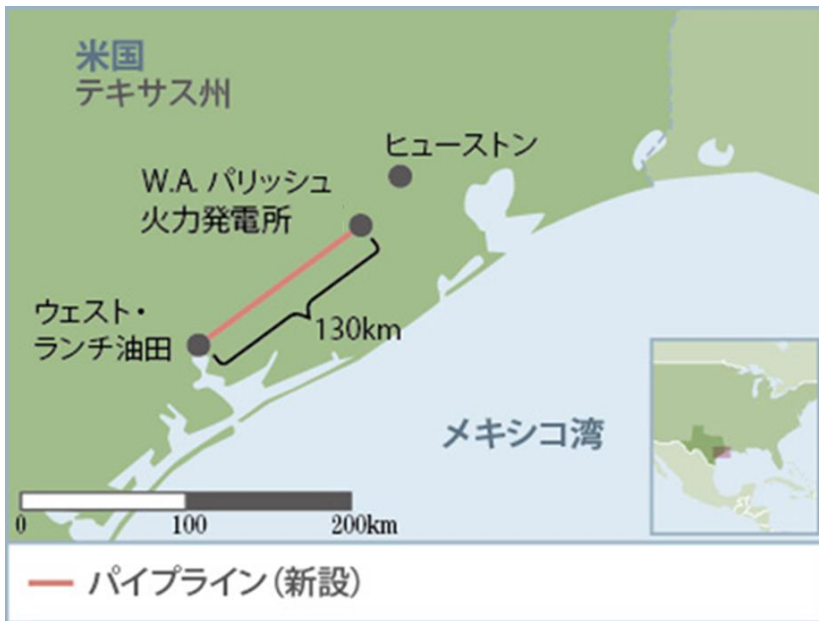 米国
テキサス州
ヒューストン
W.A. パリッシュ
火力発電所
ウェスト・
ランチ油田
130km
メキシコ湾
0 100 200km
パイプライン(新設)